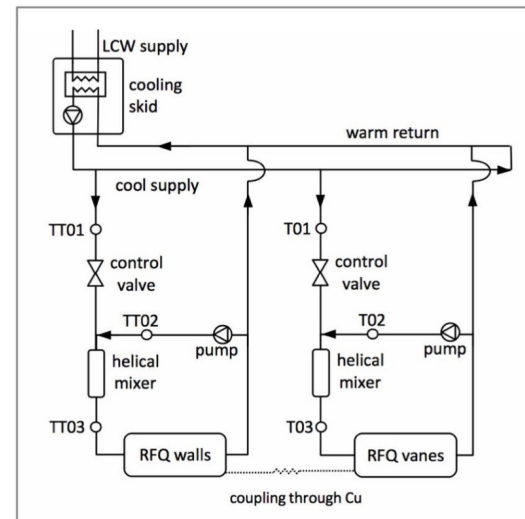 LCW supply
cooling
skid
warm return
cool supply
TT01
T01
control
valve
control
valve
TT02
T02
pump
pump
helical
mixer
helical
mixer
TT03
T03
RFQ walls
RFQ vanes
coupling through Cu